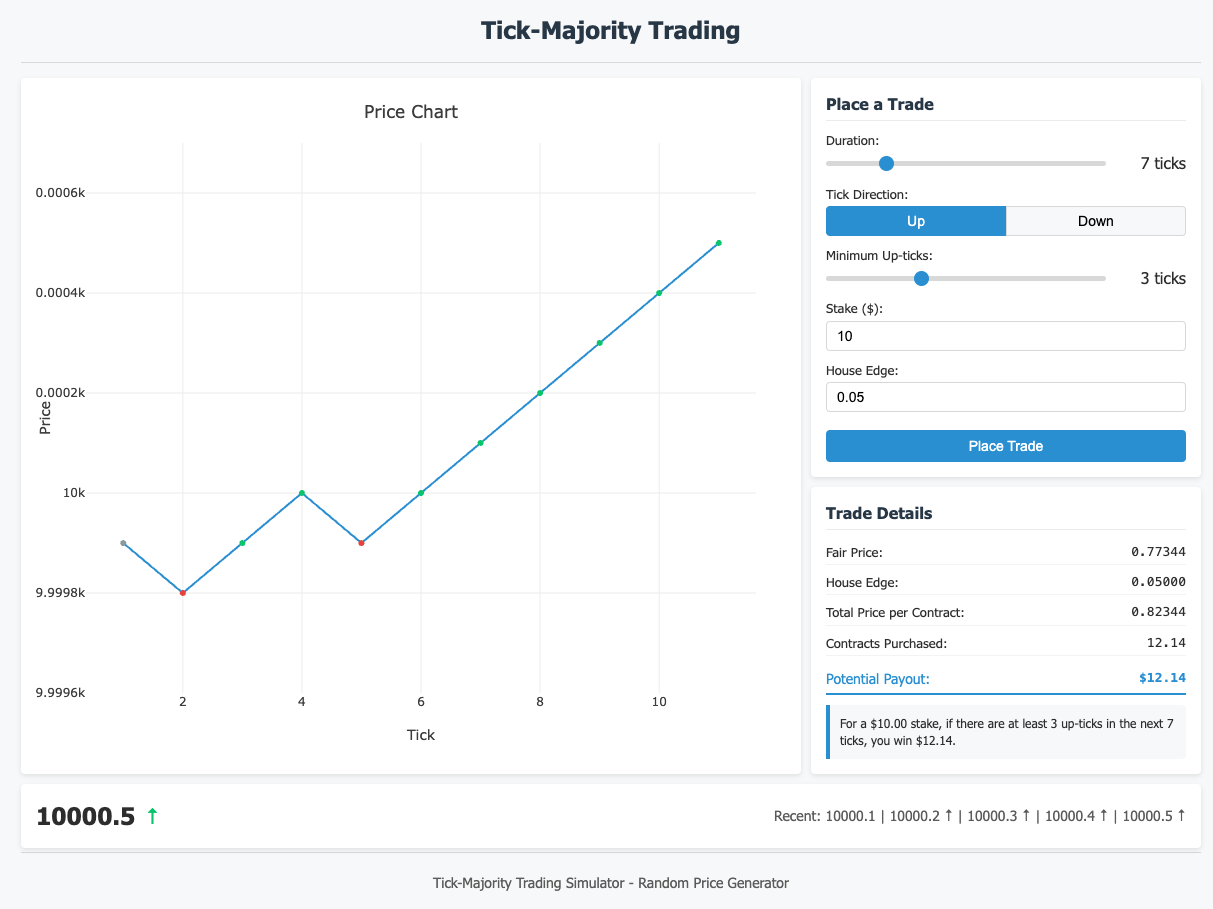 Tick-Majority Trading
Price Chart
0.0006k
0.0004k
0.0002k
10k
9.9998k
9.9996k
Price
2
4
6
8
10
Tick
Place a Trade
Duration:
7 ticks
Tick Direction:
Up
Down
Minimum Up-ticks:
3 ticks
Stake ($):
10
House Edge:
0.05
Place Trade
Trade Details
Fair Price:
0.77344
House Edge:
0.05000
Total Price per Contract:
0.82344
Contracts Purchased:
12.14
Potential Payout:
$12.14
For a $10.00 stake, if there are at least 3 up-ticks in the next 7
ticks, you win $12.14.
10000.5 ↑
Recent: 10000.1 | 10000.2 ↑ | 10000.3 ↑ | 10000.4 ↑ | 10000.5 ↑
Tick-Majority Trading Simulator - Random Price Generator